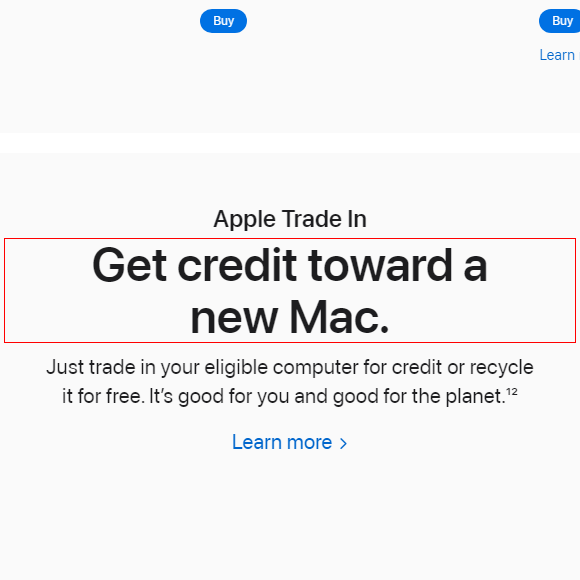 Buy
Buy
Learn
Apple Trade In
Get credit toward a
new Mac.
Just trade in your eligible computer for credit or recycle
it for free. It’s good for you and good for the planet.¹²
Learn more >